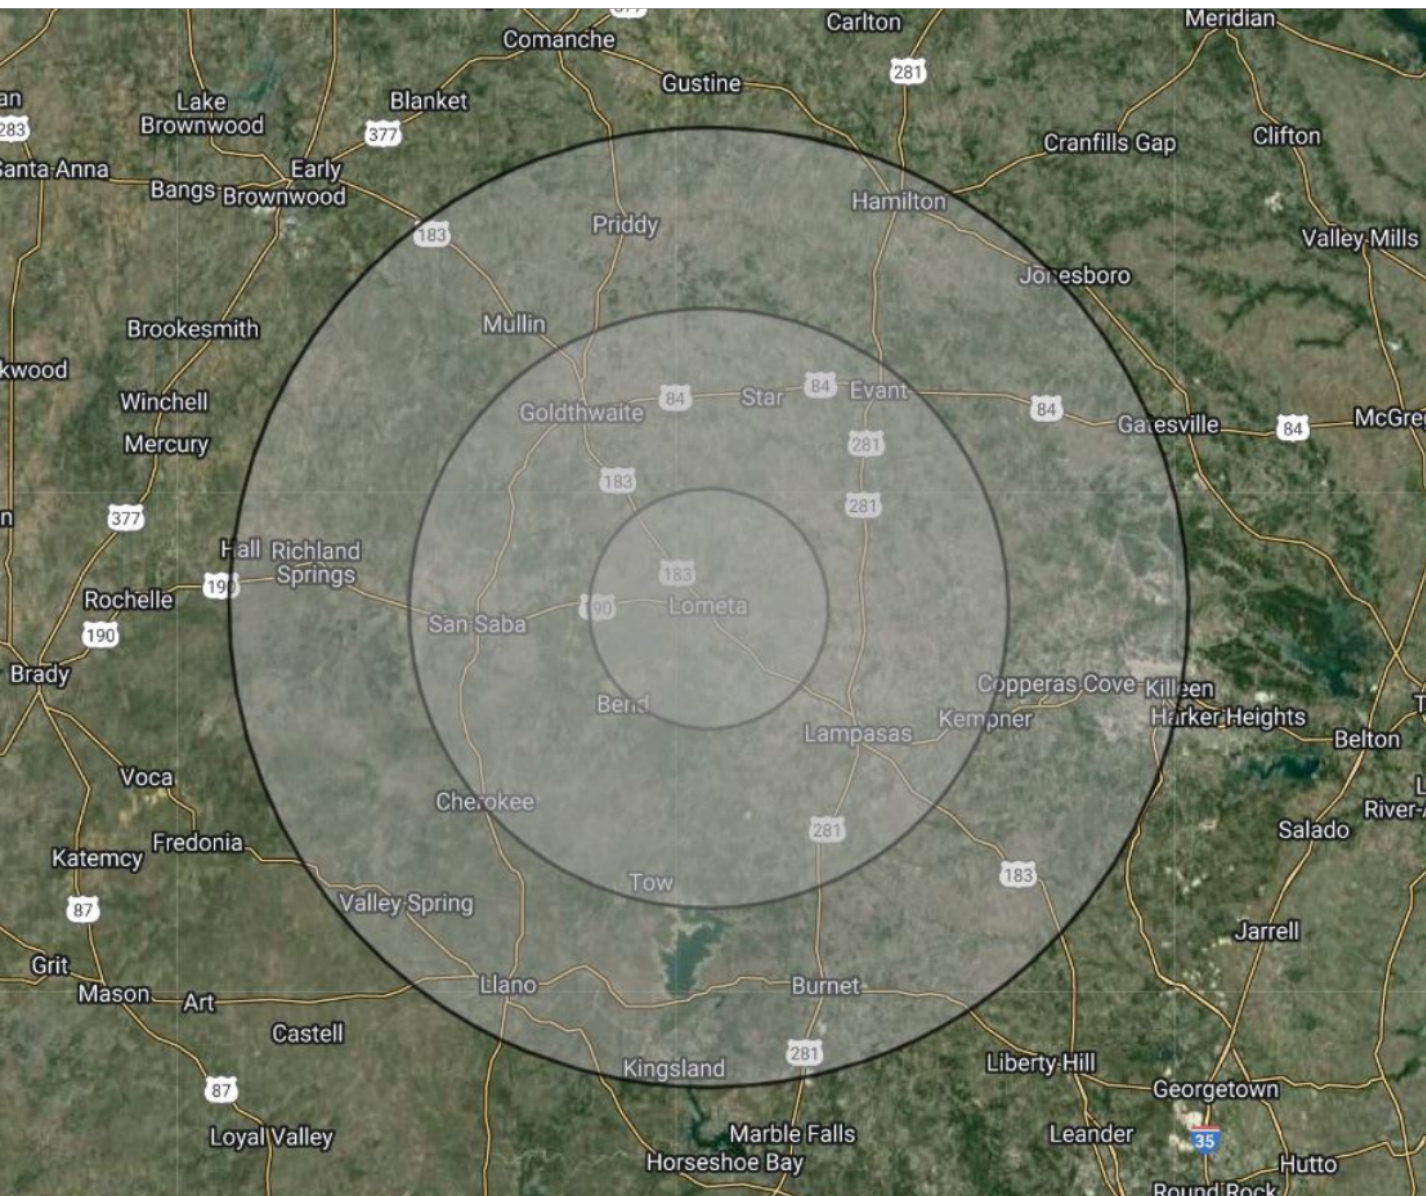 377
Carlton
Meridian
Comanche
281
Gustine
Blanket
Lake
Brownwood
an
283
377
Cranfills Gap
Clifton
Santa Anna
Early
Bangs
Brownwood
Hamilton
Priddy
183
Valley Mills
Jonesboro
Mullin
Brookesmith
kwood
84
Star
84
Evant
Winchell
Goldthwaite
84
Gatesville
84
McGre
Mercury
281
183
281
377
n
Hall
Richland
Springs
183
190
Rochelle
190
Lometa
San Saba
190
Brady
Copperas Cove
Killeen
Bend
Kempner
Harker Heights
T
Lampasas
Belton
Voca
Cherokee
L
River-
281
Salado
Fredonia
Katemcy
183
Tow
Valley Spring
87
Jarrell
Grit
Llano
Burnet
Mason
Art
Castell
281
Kingsland
Liberty Hill
87
Georgetown
Loyal Valley
Marble Falls
Leander
35
Horseshoe Bay
Hutto
Round Rock